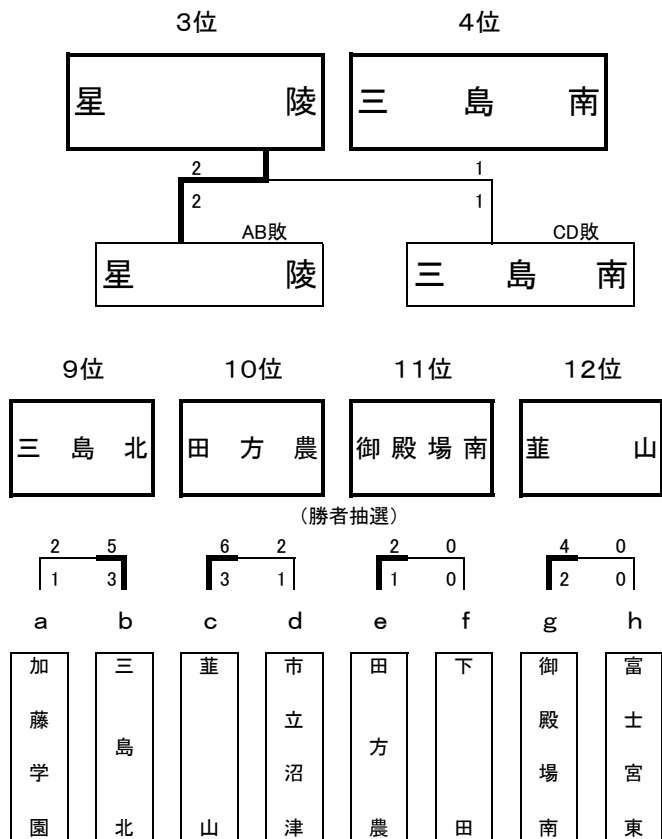 3位 4位
星陵 三島南
2 1
2 1
AB敗 CD敗
星陵 三島南
9位 10位 11位 12位
三島北 田方農 御殿場南 韮山
（勝者抽選）
2 5 6 2 2 0 4 0
1 3 3 1 1 0 2 0
a b c d e f g h
加藤学園 三島北 韮山 市立沼津 田方農 下田 御殿場南 富士宮東